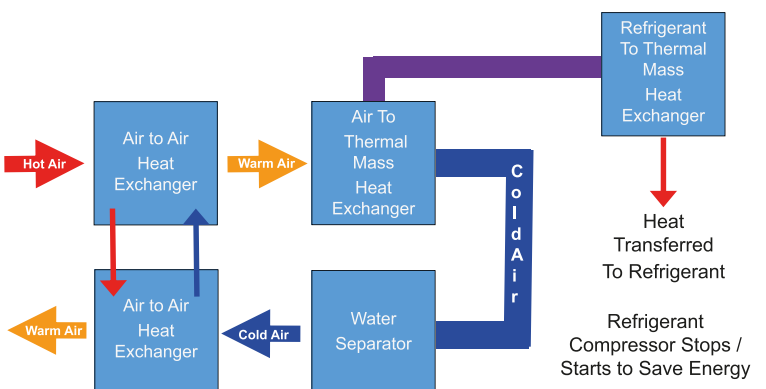 Refrigerant
To Thermal
Mass
Heat
Exchanger
Air to Air
Heat
Exchanger
Air To
Thermal
Mass
Heat
Exchanger
Hot Air
Warm Air
Cold Air
Heat
Transferred
To Refrigerant
Air to Air
Heat
Exchanger
Water
Separator
Warm Air
Cold Air
Refrigerant
Compressor Stops /
Starts to Save Energy